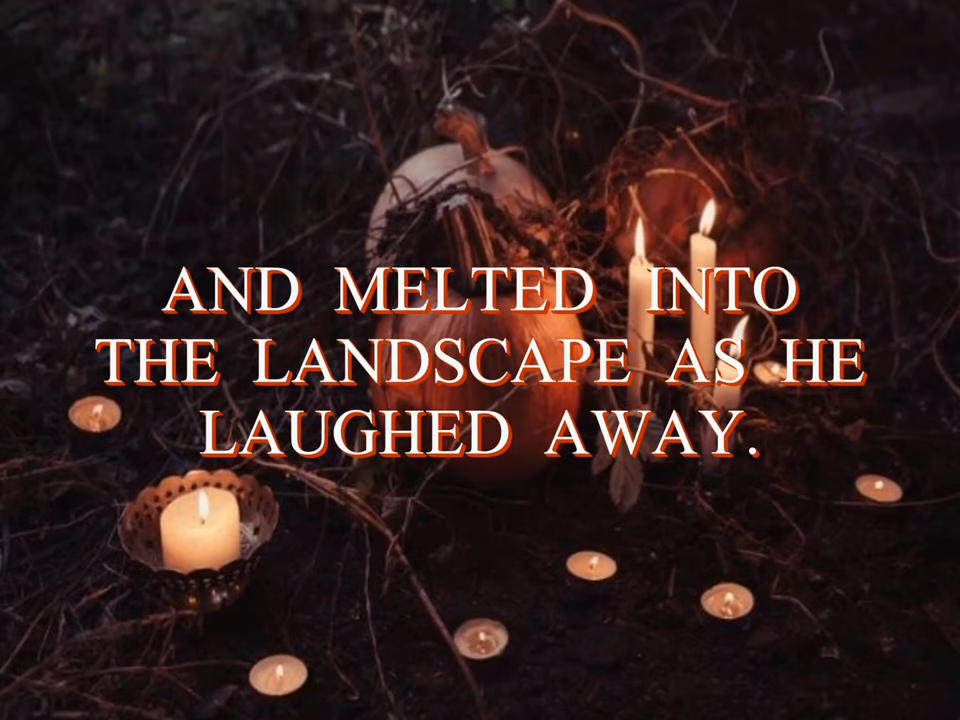 AND MELTED INTO
THE LANDSCAPE AS HE
LAUGHED AWAY.